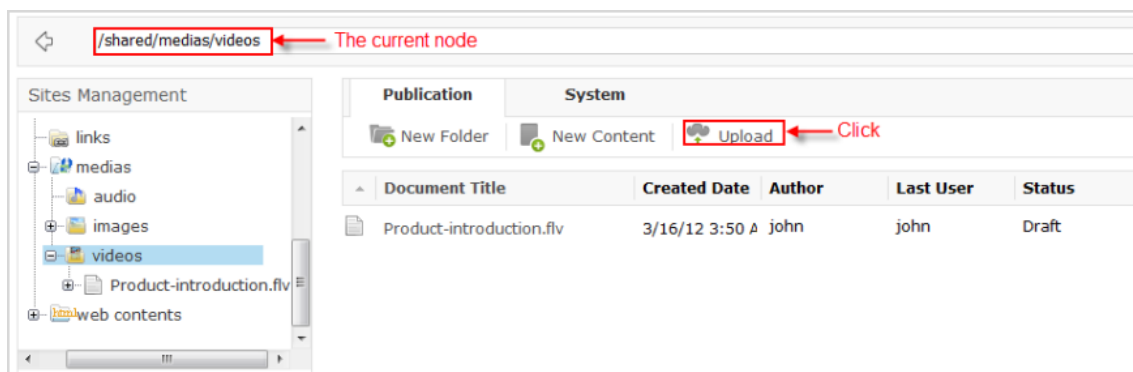 /shared/medias/videos The current node
Sites Management
links
medias
audio
images
videos
Product-introduction.flv
html web contents
Publication System
New Folder New Content Upload Click
Document Title Created Date Author Last User Status
Product-introduction.flv 3/16/12 3:50 A john john Draft